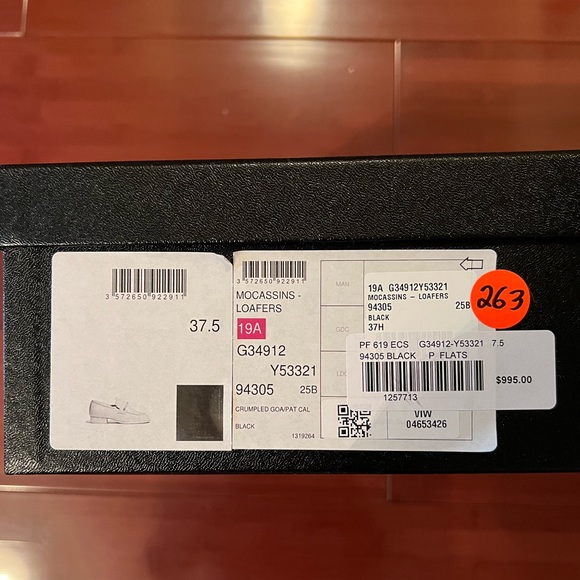 3 572650 922911
37.5
3 572650 922911
MOCASSINS -
LOAFERS
19A
G34912
Y53321
94305 25B
CRUMPLED GOA/PAT CAL
BLACK
1319264
MAN
GDC
19A G34912Y53321
MOCASSINS - LOAFERS
94305 25B
BLACK
37H
263
PF 619 ECS G34912-Y53321 7.5
94305 BLACK P FLATS
1257713
$995.00
VIW
04653426